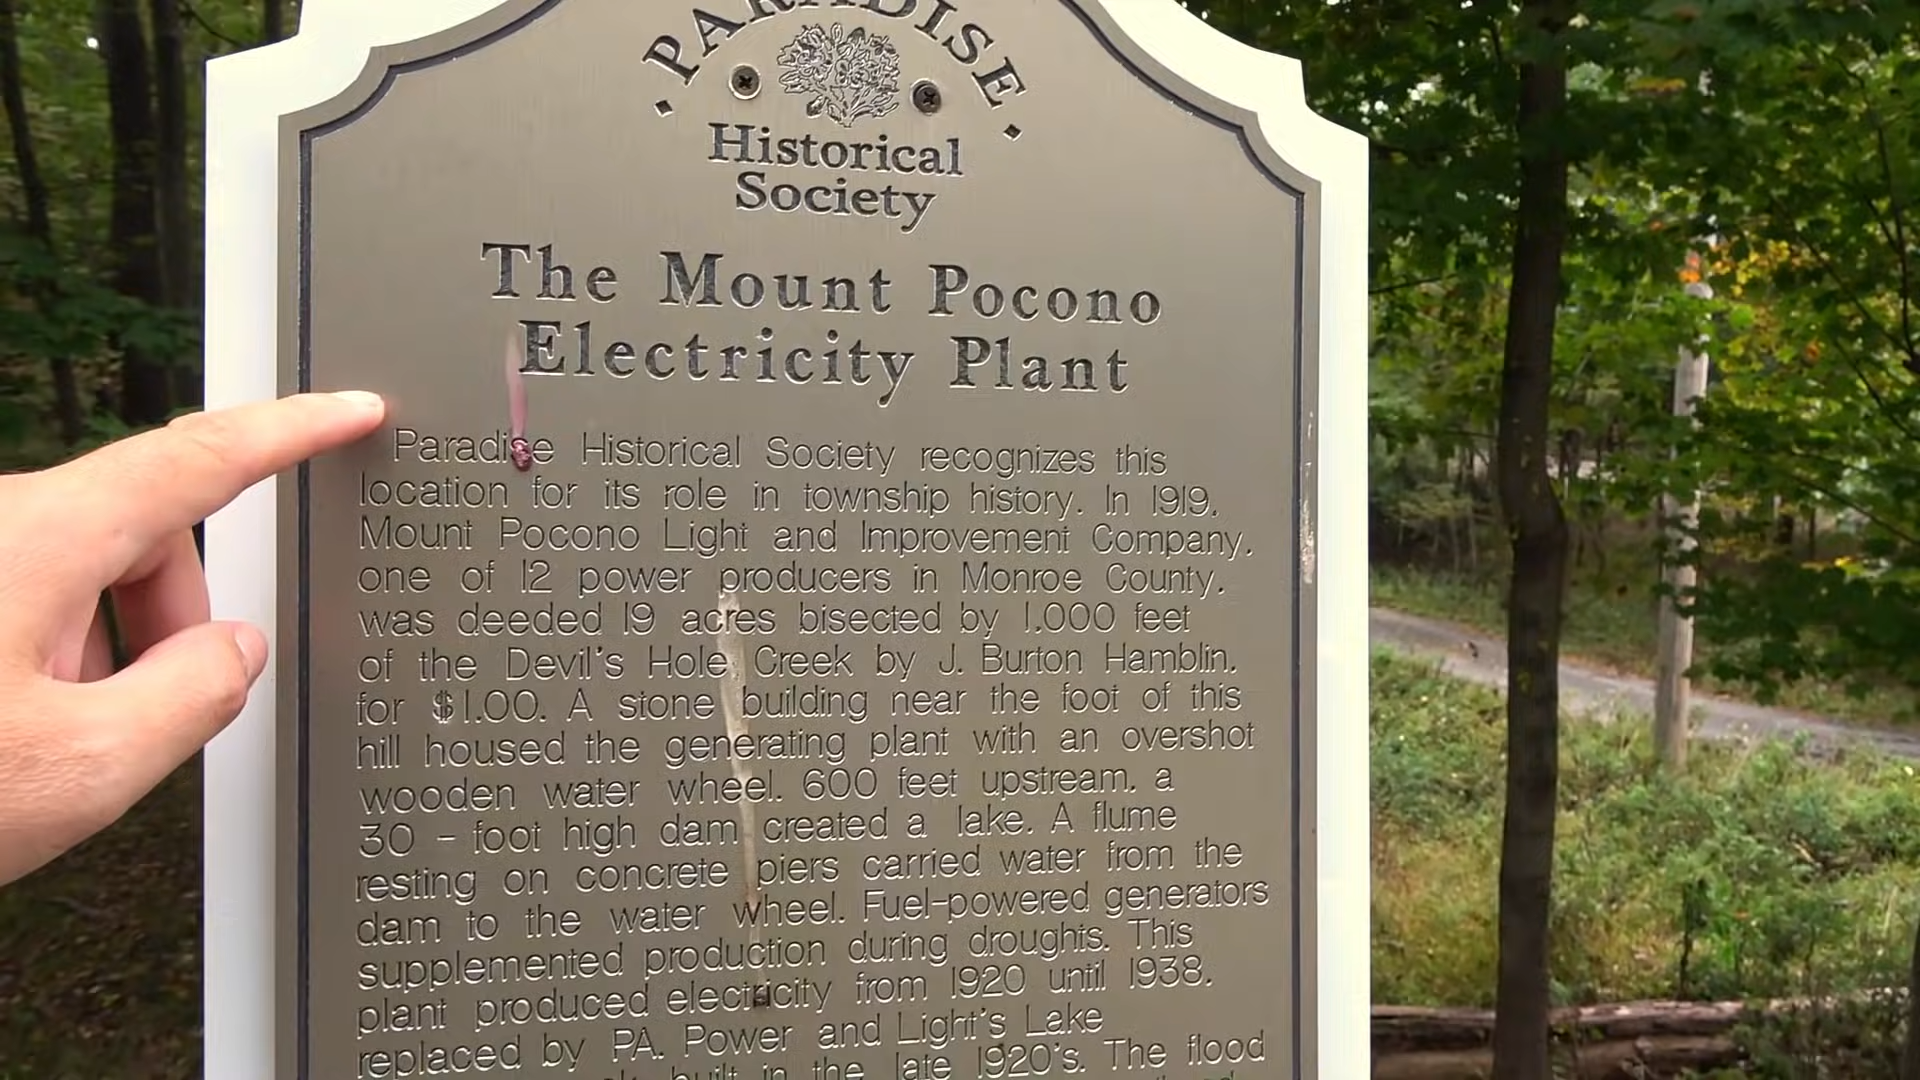 PARADISE
Historical
Society
The Mount Pocono
Electricity Plant
Paradise Historical Society recognizes this
location for its role in township history. In 1919,
Mount Pocono Light and Improvement Company,
one of 12 power producers in Monroe County,
was deeded 19 acres bisected by 1,000 feet
of the Devil's Hole Creek by J. Burton Hamblin,
for $1.00. A stone building near the foot of this
hill housed the generating plant with an overshot
wooden water wheel. 600 feet upstream, a
30 - foot high dam created a lake. A flume
resting on concrete piers carried water from the
dam to the water wheel. Fuel-powered generators
supplemented production during droughts. This
plant produced electricity from 1920 until 1938,
replaced by PA. Power and Light's Lake
built in the late 1920's. The flood